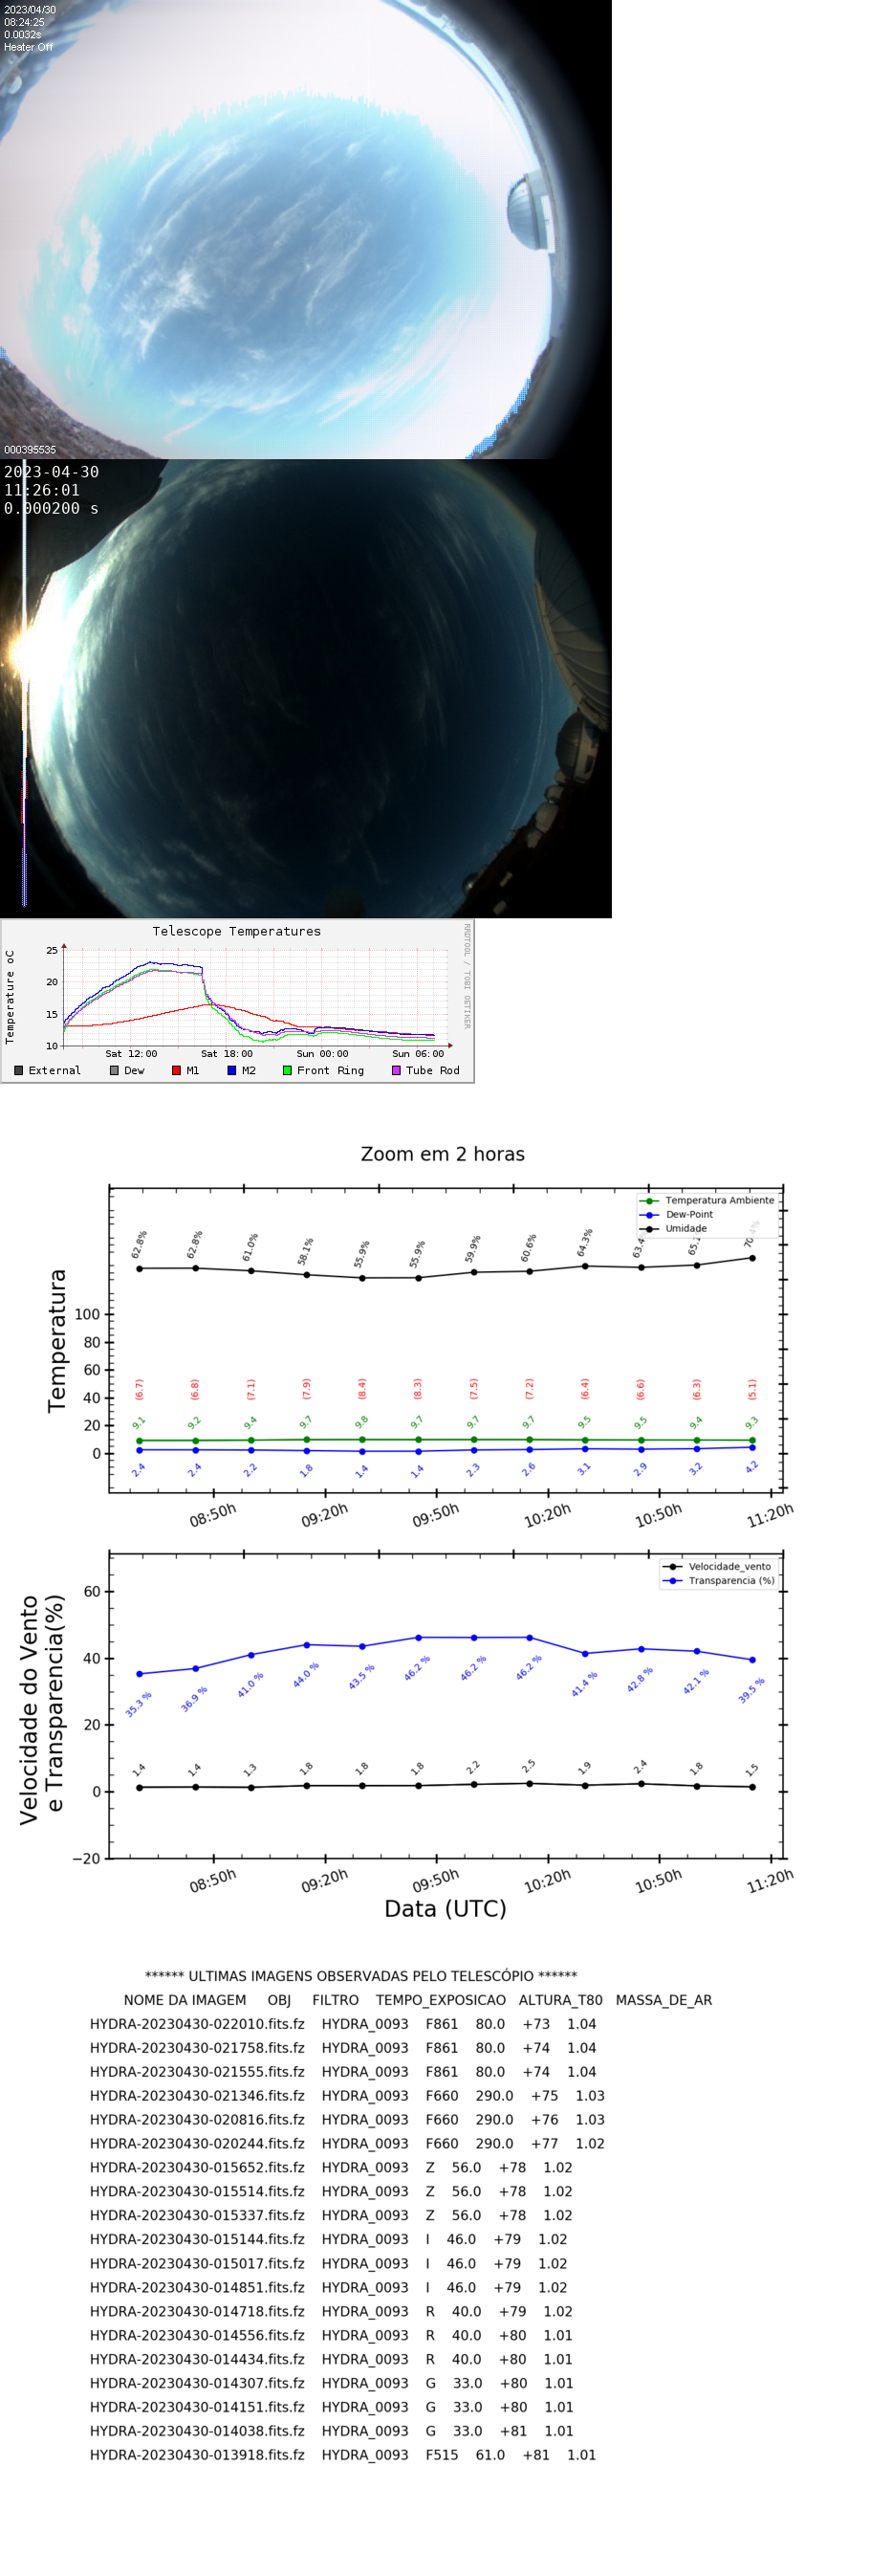 2023/04/30
08:24:25
0.0032s
Heater Off
000395535
2023-04-30
11:26:01
0.000200 s
Telescope Temperatures
Temperature oC
RRDTOOL / TOBI OETIKER
25
20
15
10
Sat 12:00 Sat 18:00 Sun 00:00 Sun 06:00
External Dew M1 M2 Front Ring Tube Rod
Zoom em 2 horas
Temperatura Ambiente
Dew-Point
Umidade
62.8% 62.8% 61.0% 58.1% 55.9% 55.9% 59.9% 60.6% 64.3%
Temperatura
100
80
60
40
20
0
(6.7) (6.8) (7.1) (7.9) (8.4) (8.3) (7.5) (7.2) (6.4) (6.6) (6.3) (5.1)
9.1 9.2 9.4 9.7 9.8 9.7 9.7 9.7 9.5 9.5 9.4 9.3
2.4 2.4 2.2 1.8 1.4 1.4 2.3 2.6 3.1 2.9 3.2 4.2
08:50h 09:20h 09:50h 10:20h 10:50h 11:20h
Velocidade_vento
Transparencia (%)
Velocidade do Vento
e Transparencia(%)
60
40
20
0
−20
35.3 % 36.9 % 41.0 % 44.0 % 43.5 % 46.2 % 46.2 % 46.2 % 41.4 % 42.8 % 42.1 % 39.5 %
1.4 1.4 1.3 1.8 1.8 1.8 2.2 2.5 1.9 2.4 1.8 1.5
08:50h 09:20h 09:50h 10:20h 10:50h 11:20h
Data (UTC)
****** ULTIMAS IMAGENS OBSERVADAS PELO TELESCÓPIO ******
NOME DA IMAGEM OBJ FILTRO TEMPO_EXPOSICAO ALTURA_T80 MASSA_DE_AR
HYDRA-20230430-022010.fits.fz HYDRA_0093 F861 80.0 +73 1.04
HYDRA-20230430-021758.fits.fz HYDRA_0093 F861 80.0 +74 1.04
HYDRA-20230430-021555.fits.fz HYDRA_0093 F861 80.0 +74 1.04
HYDRA-20230430-021346.fits.fz HYDRA_0093 F660 290.0 +75 1.03
HYDRA-20230430-020816.fits.fz HYDRA_0093 F660 290.0 +76 1.03
HYDRA-20230430-020244.fits.fz HYDRA_0093 F660 290.0 +77 1.02
HYDRA-20230430-015652.fits.fz HYDRA_0093 Z 56.0 +78 1.02
HYDRA-20230430-015514.fits.fz HYDRA_0093 Z 56.0 +78 1.02
HYDRA-20230430-015337.fits.fz HYDRA_0093 Z 56.0 +78 1.02
HYDRA-20230430-015144.fits.fz HYDRA_0093 I 46.0 +79 1.02
HYDRA-20230430-015017.fits.fz HYDRA_0093 I 46.0 +79 1.02
HYDRA-20230430-014851.fits.fz HYDRA_0093 I 46.0 +79 1.02
HYDRA-20230430-014718.fits.fz HYDRA_0093 R 40.0 +79 1.02
HYDRA-20230430-014556.fits.fz HYDRA_0093 R 40.0 +80 1.01
HYDRA-20230430-014434.fits.fz HYDRA_0093 R 40.0 +80 1.01
HYDRA-20230430-014307.fits.fz HYDRA_0093 G 33.0 +80 1.01
HYDRA-20230430-014151.fits.fz HYDRA_0093 G 33.0 +80 1.01
HYDRA-20230430-014038.fits.fz HYDRA_0093 G 33.0 +81 1.01
HYDRA-20230430-013918.fits.fz HYDRA_0093 F515 61.0 +81 1.01